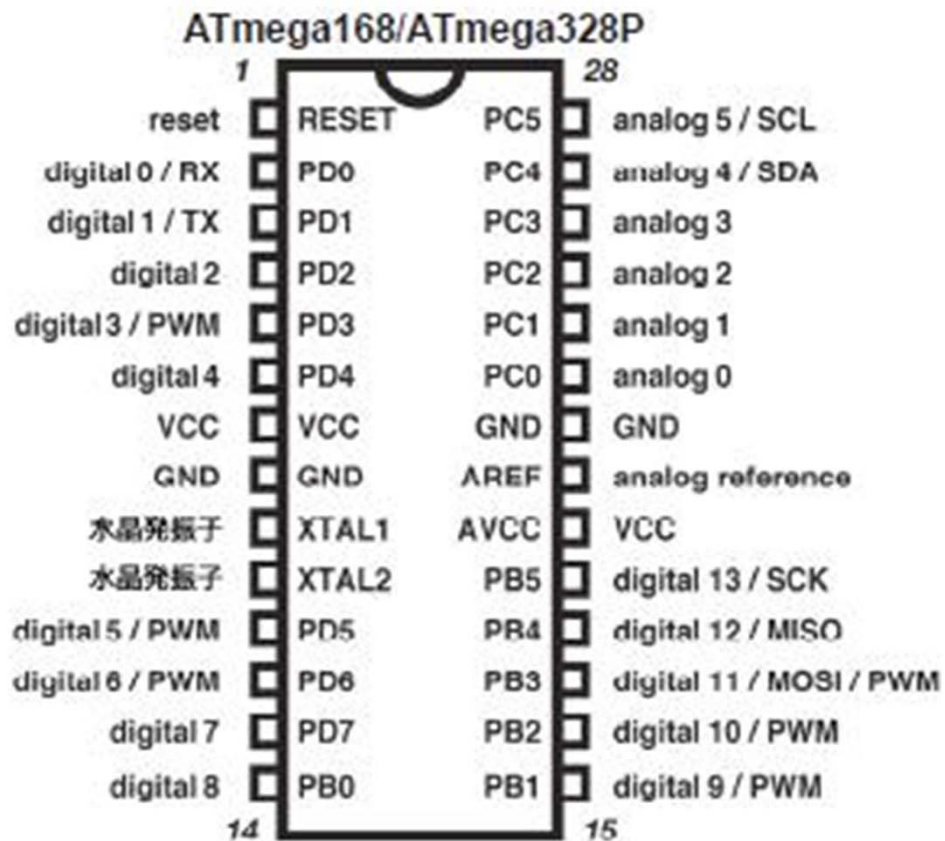 ATmega168/ATmega328P
1 28
reset RESET PC5 analog 5 / SCL
digital 0 / RX PD0 PC4 analog 4 / SDA
digital 1 / TX PD1 PC3 analog 3
digital 2 PD2 PC2 analog 2
digital 3 / PWM PD3 PC1 analog 1
digital 4 PD4 PC0 analog 0
VCC VCC GND GND
GND GND AREF analog reference
水晶発振子 XTAL1 AVCC VCC
水晶発振子 XTAL2 PB5 digital 13 / SCK
digital 5 / PWM PD5 PB4 digital 12 / MISO
digital 6 / PWM PD6 PB3 digital 11 / MOSI / PWM
digital 7 PD7 PB2 digital 10 / PWM
digital 8 PB0 PB1 digital 9 / PWM
14 15